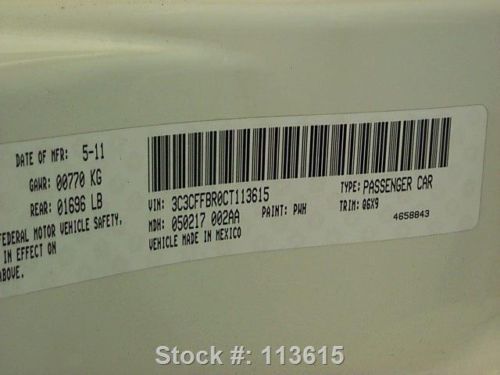 DATE OF MFR: 5-11
GAWR: 00770 KG
REAR: 01696 LB
FEDERAL MOTOR VEHICLE SAFETY,
IN EFFECT ON
ABOVE.
VIN: 3C3CFFBR0CT113615
TYPE: PASSENGER CAR
MDH: 050217 002AA
PAINT: PWH
TRIM: 06X9
VEHICLE MADE IN MEXICO
4658843
Stock #: 113615